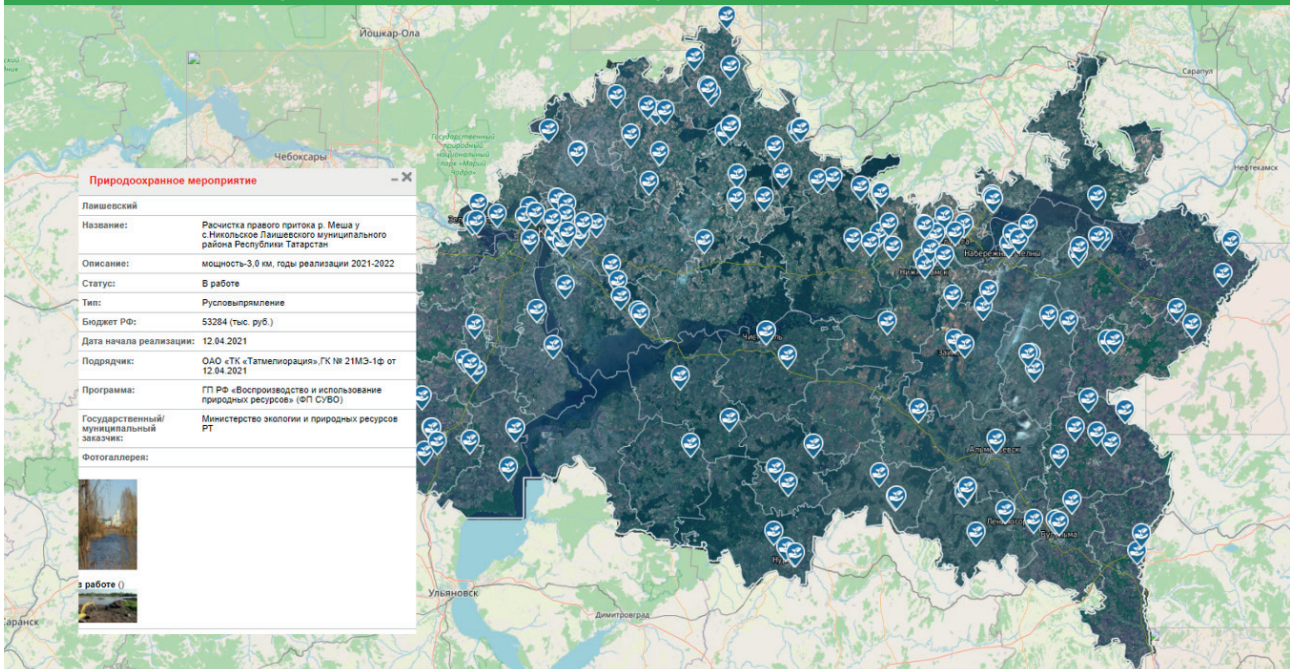 Йошкар-Ола
Сарапул
Государственный
природный
национальный
парк «Марий
Чодра»
Чебоксары
Нефтекамск
Природоохранное мероприятие
Лаишевский
Название:
Расчистка правого притока р. Меша у
с.Никольское Лаишевского муниципального
района Республики Татарстан
Описание:
мощность-3,0 км, годы реализации 2021-2022
Статус:
В работе
Тип:
Русловыпрямление
Бюджет РФ:
53284 (тыс. руб.)
Дата начала реализации:
12.04.2021
Подрядчик:
ОАО «ТК «Татмелиорация»,ГК № 21МЭ-1ф от
12.04.2021
Программа:
ГП РФ «Воспроизводство и использование
природных ресурсов» (ФП СУВО)
Государственный/
муниципальный
заказчик:
Министерство экологии и природных ресурсов
РТ
Фотогаллерея:
в работе ()
Набережн
Ульяновск
Димитровград
аранск